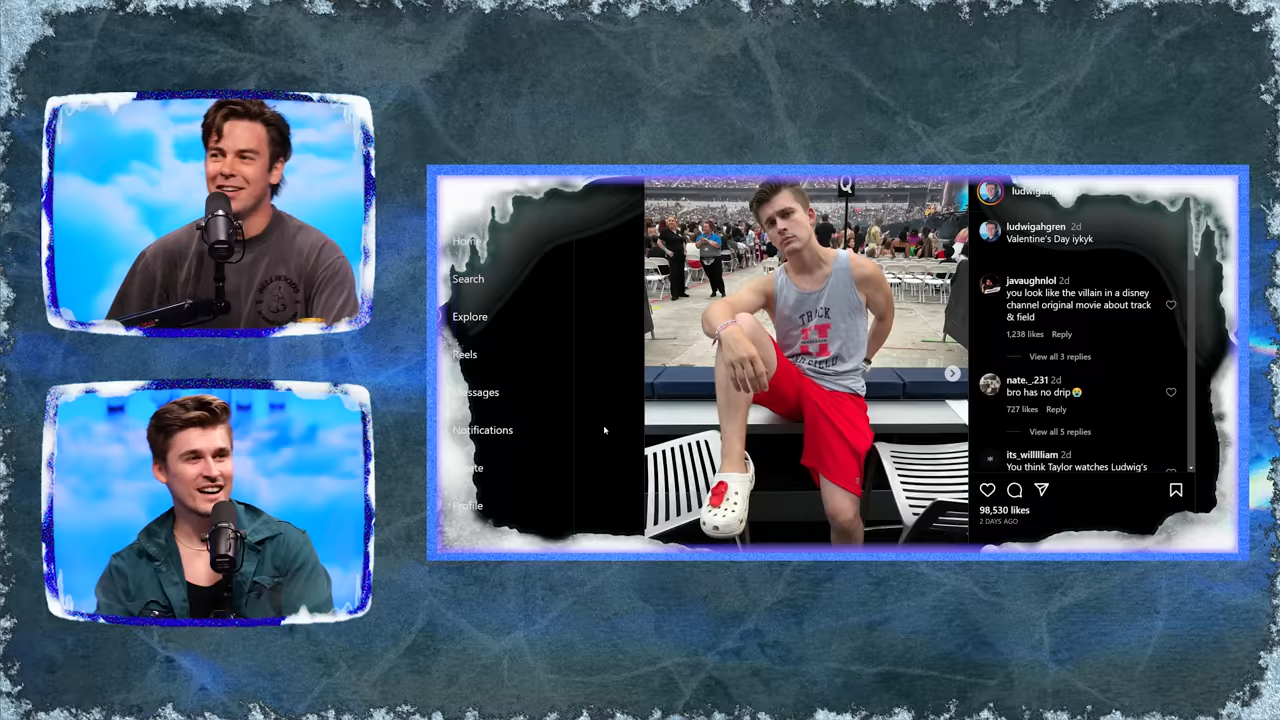 Home
Search
Explore
Reels
Messages
Notifications
Profile
Q
TRACK
H
HENDERSON
FIELD
ludwigahgren
ludwigahgren 2d
Valentine's Day iykyk
javaughnlol 2d
you look like the villain in a disney
channel original movie about track
& field
1,238 likes Reply
View all 3 replies
nate._.231 2d
bro has no drip😭
727 likes Reply
View all 5 replies
its_willlliam 2d
You think Taylor watches Ludwig's
98,530 likes
2 DAYS AGO